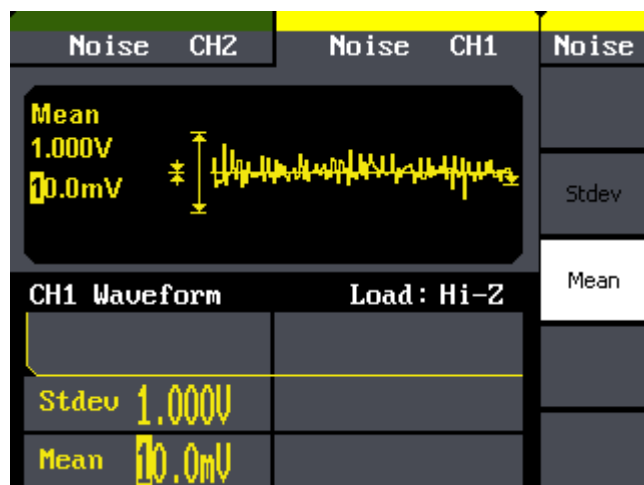 Noise CH2
Noise CH1
Noise
Mean
1.000V
10.0mV
Stdev
Mean
CH1 Waveform
Load: Hi-Z
Stdev 1.000V
Mean 10.0mV